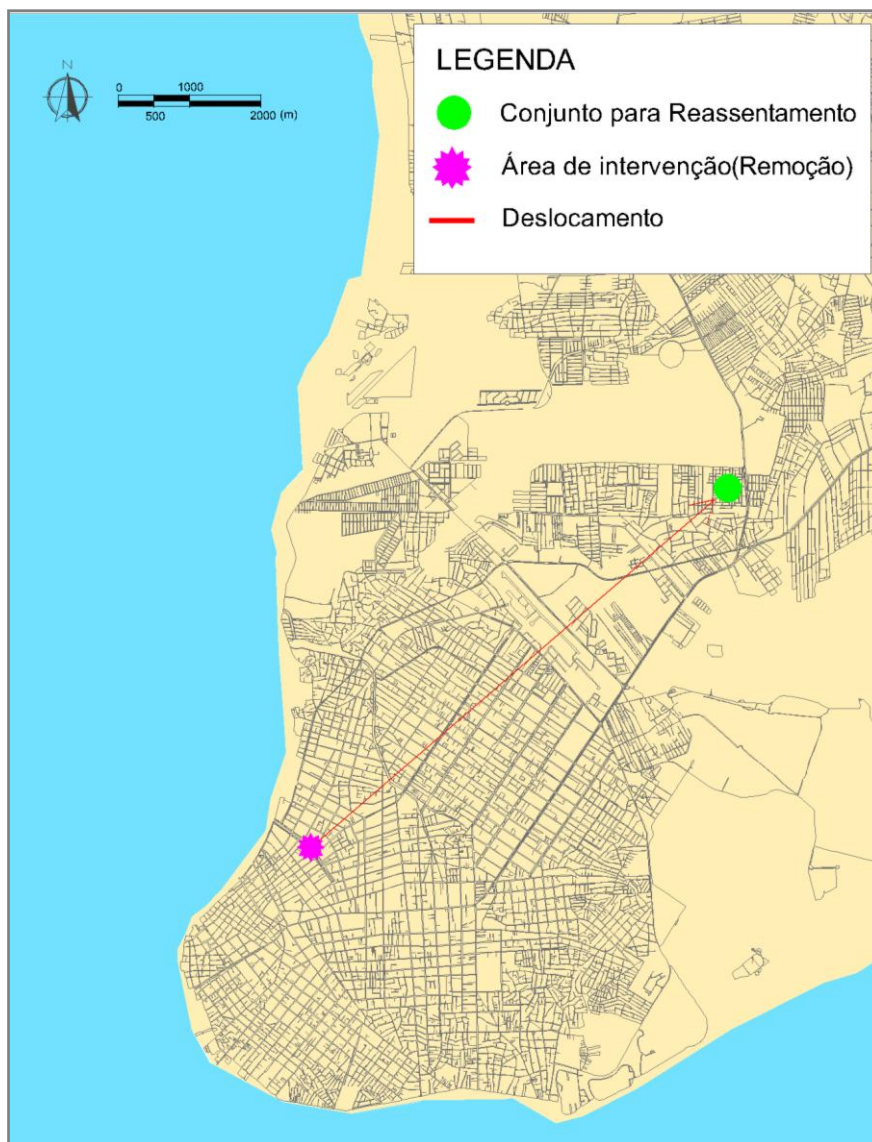 LEGENDA
Conjunto para Reassentamento
Área de intervenção(Remoção)
Deslocamento
N
0 1000
500 2000 (m)